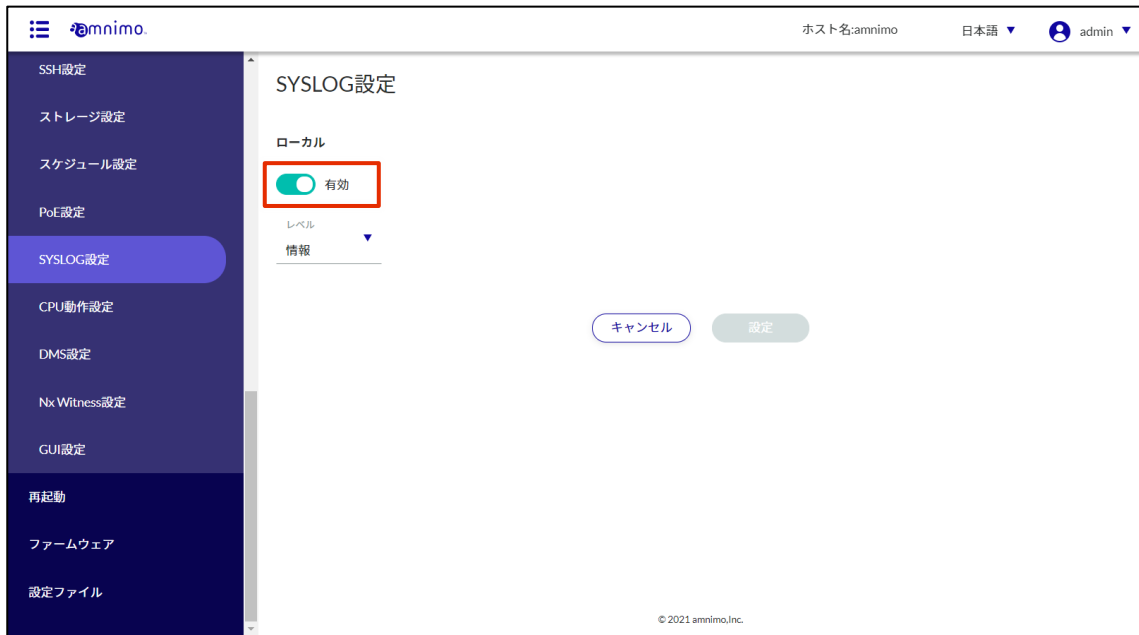 amnimo.
ホスト名:amnimo
日本語 ▼
admin ▼
SSH設定
ストレージ設定
スケジュール設定
PoE設定
SYSLOG設定
CPU動作設定
DMS設定
Nx Witness設定
GUI設定
再起動
ファームウェア
設定ファイル
SYSLOG設定
ローカル
有効
レベル
情報 ▼
キャンセル
設定
© 2021 amnimo,Inc.